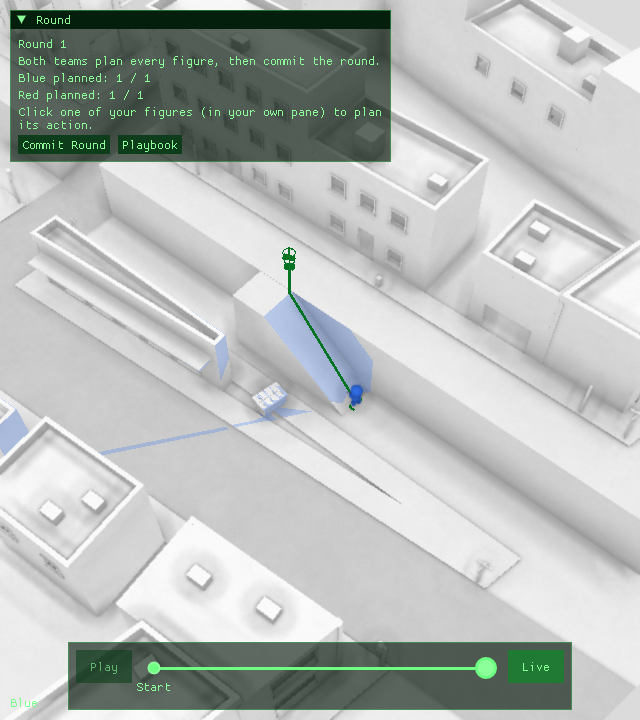 Round
Round 1
Both teams plan every figure, then commit the round.
Blue planned: 1 / 1
Red planned: 1 / 1
Click one of your figures (in your own pane) to plan
its action.
Commit Round Playbook
Play Live
Start
Blue